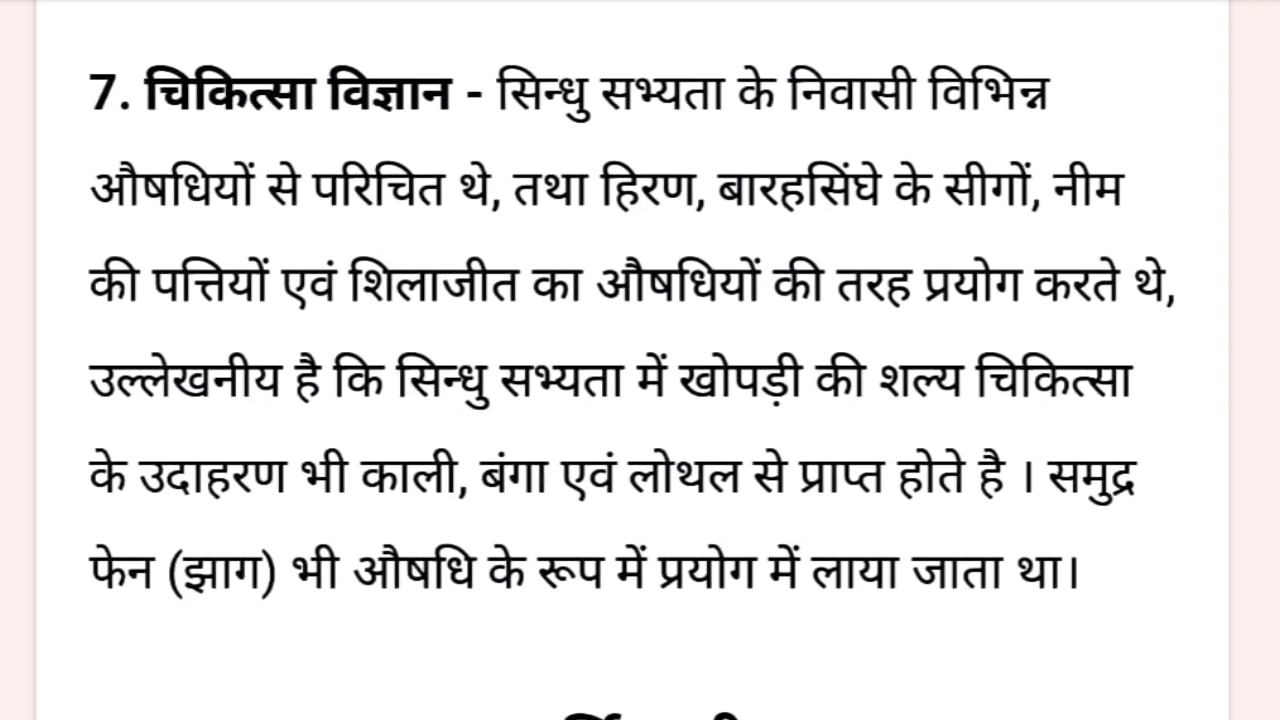 7. चिकित्सा विज्ञान - सिन्धु सभ्यता के निवासी विभिन्न
औषधियों से परिचित थे, तथा हिरण, बारहसिंघे के सीगों, नीम
की पत्तियों एवं शिलाजीत का औषधियों की तरह प्रयोग करते थे,
उल्लेखनीय है कि सिन्धु सभ्यता में खोपड़ी की शल्य चिकित्सा
के उदाहरण भी काली, बंगा एवं लोथल से प्राप्त होते है । समुद्र
फेन (झाग) भी औषधि के रूप में प्रयोग में लाया जाता था।